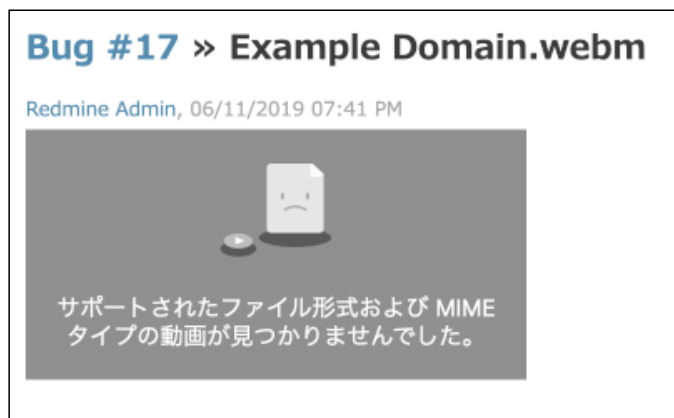 Bug #17 » Example Domain.webm
Redmine Admin, 06/11/2019 07:41 PM
サポートされたファイル形式および MIME
タイプの動画が見つかりませんでした。